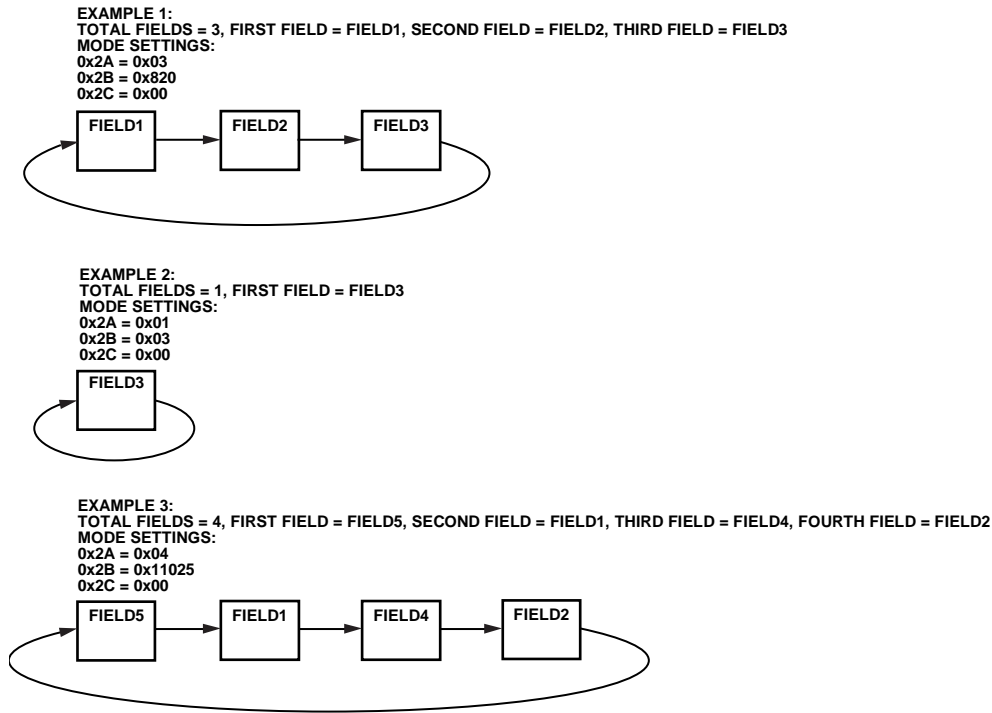 EXAMPLE 1:
TOTAL FIELDS = 3, FIRST FIELD = FIELD1, SECOND FIELD = FIELD2, THIRD FIELD = FIELD3
MODE SETTINGS:
0x2A = 0x03
0x2B = 0x820
0x2C = 0x00
FIELD1 FIELD2 FIELD3
EXAMPLE 2:
TOTAL FIELDS = 1, FIRST FIELD = FIELD3
MODE SETTINGS:
0x2A = 0x01
0x2B = 0x03
0x2C = 0x00
FIELD3
EXAMPLE 3:
TOTAL FIELDS = 4, FIRST FIELD = FIELD5, SECOND FIELD = FIELD1, THIRD FIELD = FIELD4, FOURTH FIELD = FIELD2
MODE SETTINGS:
0x2A = 0x04
0x2B = 0x11025
0x2C = 0x00
FIELD5 FIELD1 FIELD4 FIELD2